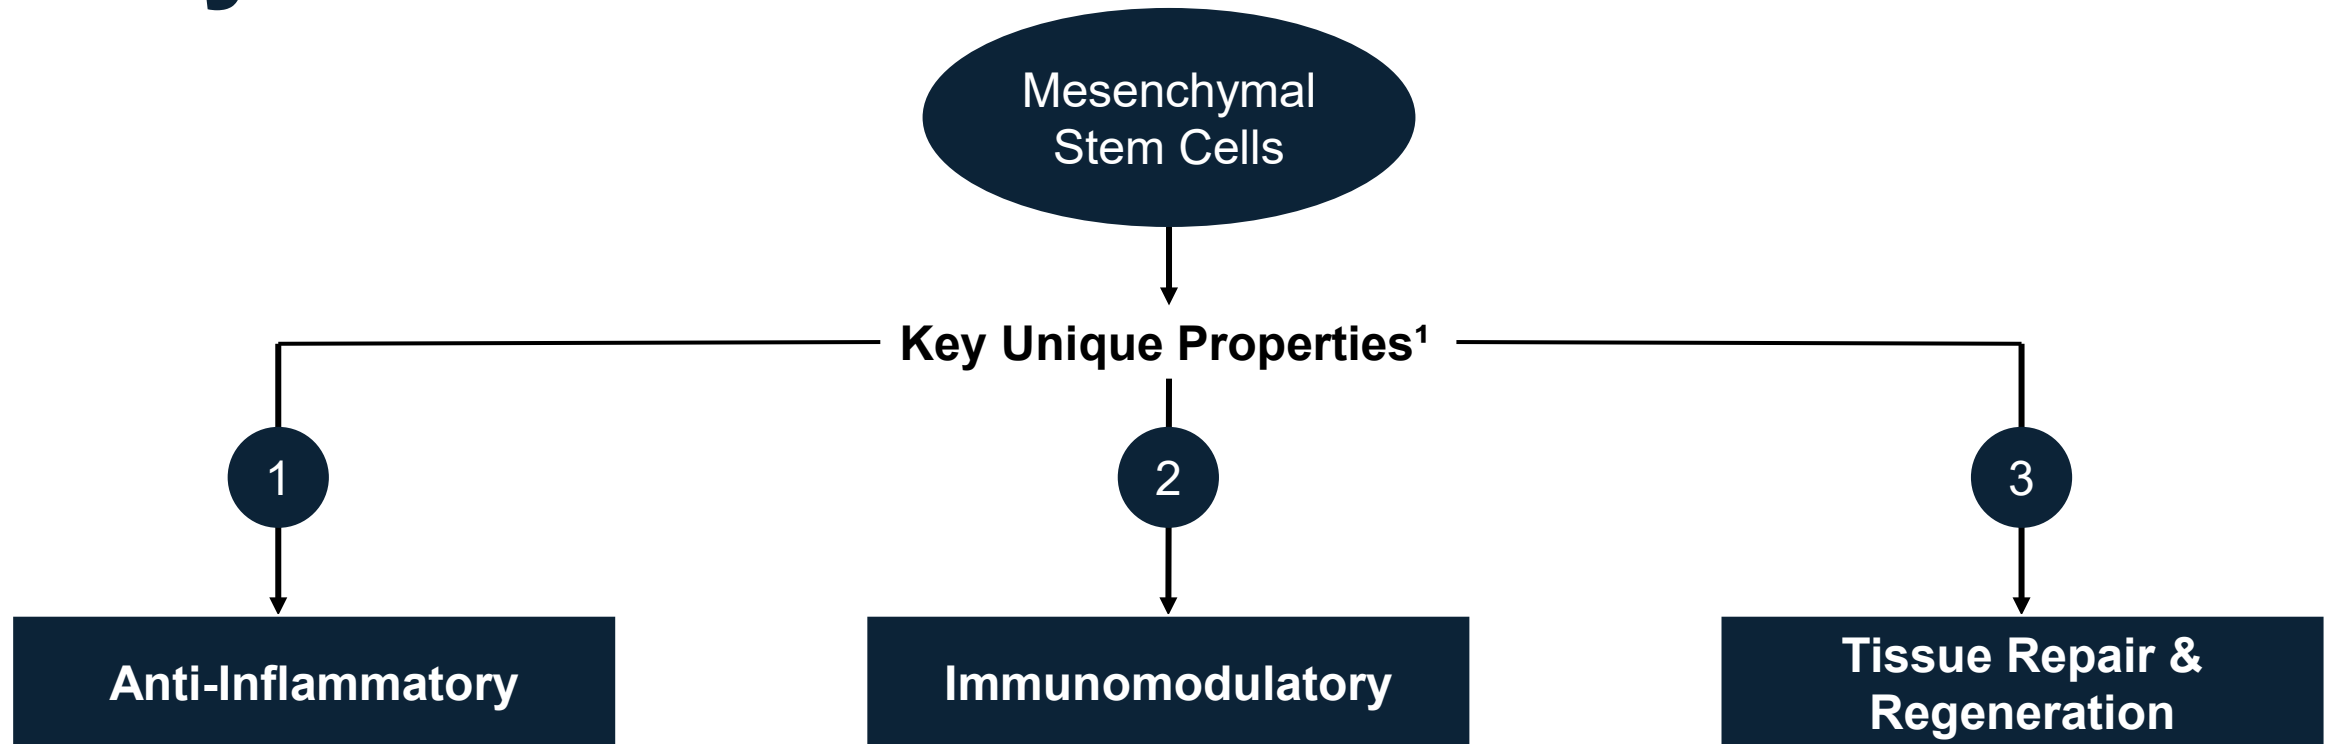 Mesenchymal
Stem Cells
Key Unique Properties¹
1
2
3
Anti-Inflammatory
Immunomodulatory
Tissue Repair &
Regeneration